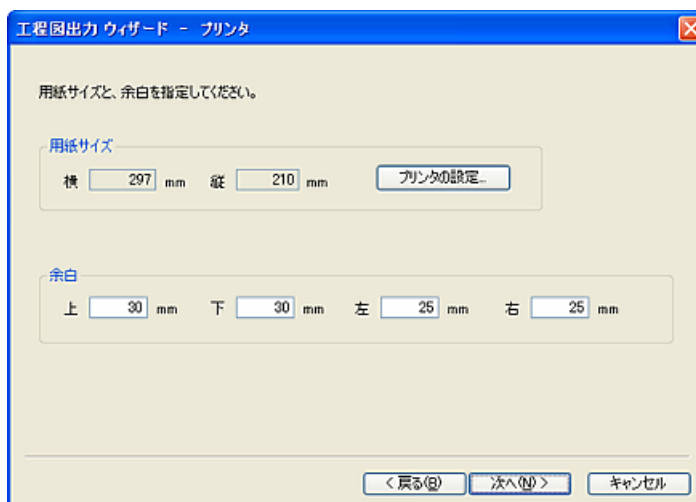 工程図出力 ウィザード - プリンタ
用紙サイズと、余白を指定してください。
用紙サイズ
横 297 mm 縦 210 mm プリンタの設定...
余白
上 30 mm 下 30 mm 左 25 mm 右 25 mm
< 戻る(B) 次へ(N) > キャンセル